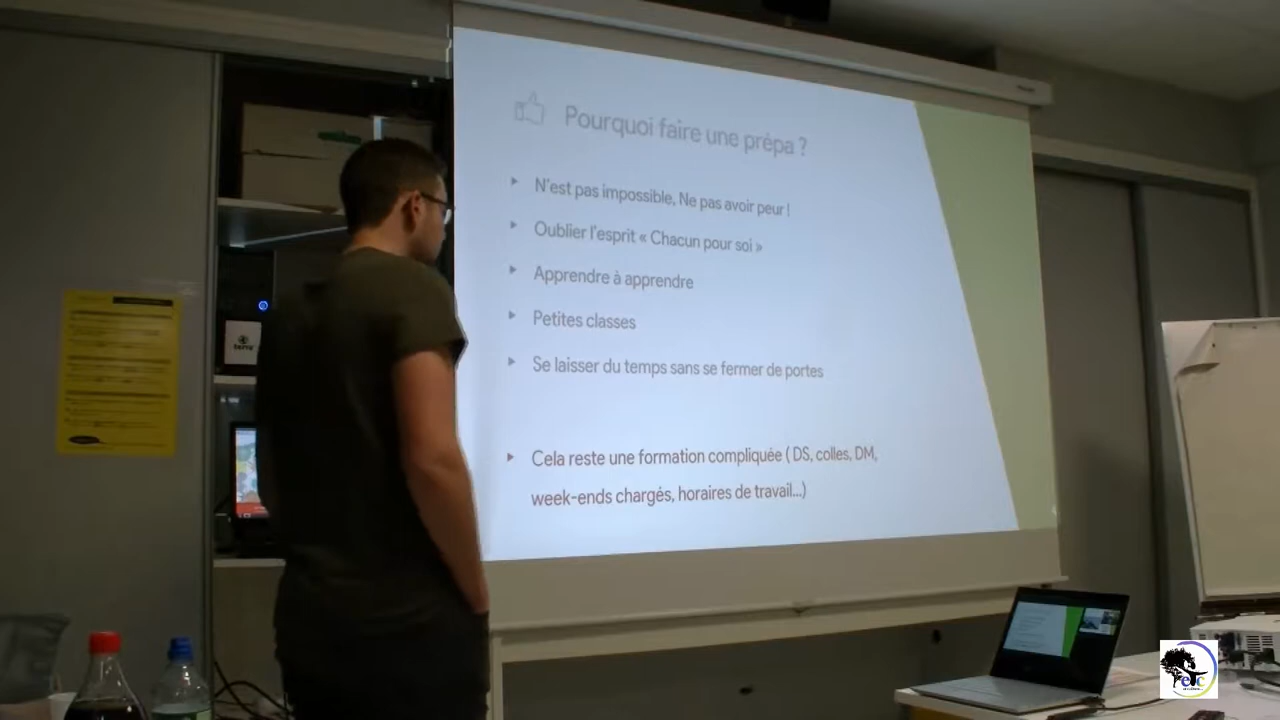 Pourquoi faire une prépa ?
N'est pas impossible, Ne pas avoir peur !
Oublier l'esprit « Chacun pour soi »
Apprendre à apprendre
Petites classes
Se laisser du temps sans se fermer de portes
Cela reste une formation compliquée ( DS, colles, DM,
week-ends chargés, horaires de travail...)
terra